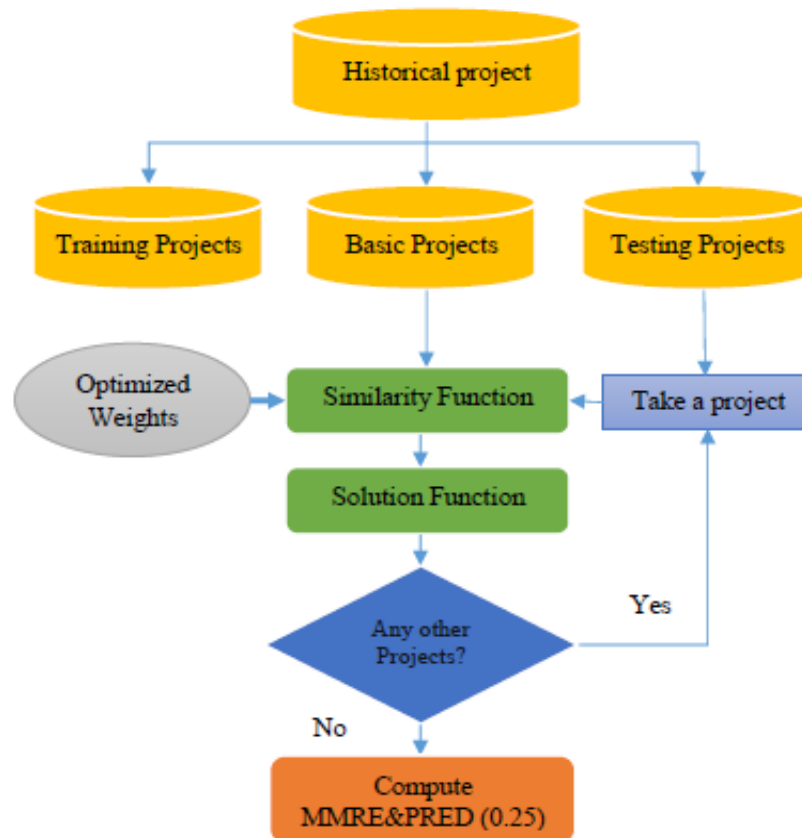 Historical project
Training Projects
Basic Projects
Testing Projects
Optimized
Weights
Similarity Function
Take a project
Solution Function
Any other
Projects?
Yes
No
Compute
MMRE&PRED (0.25)